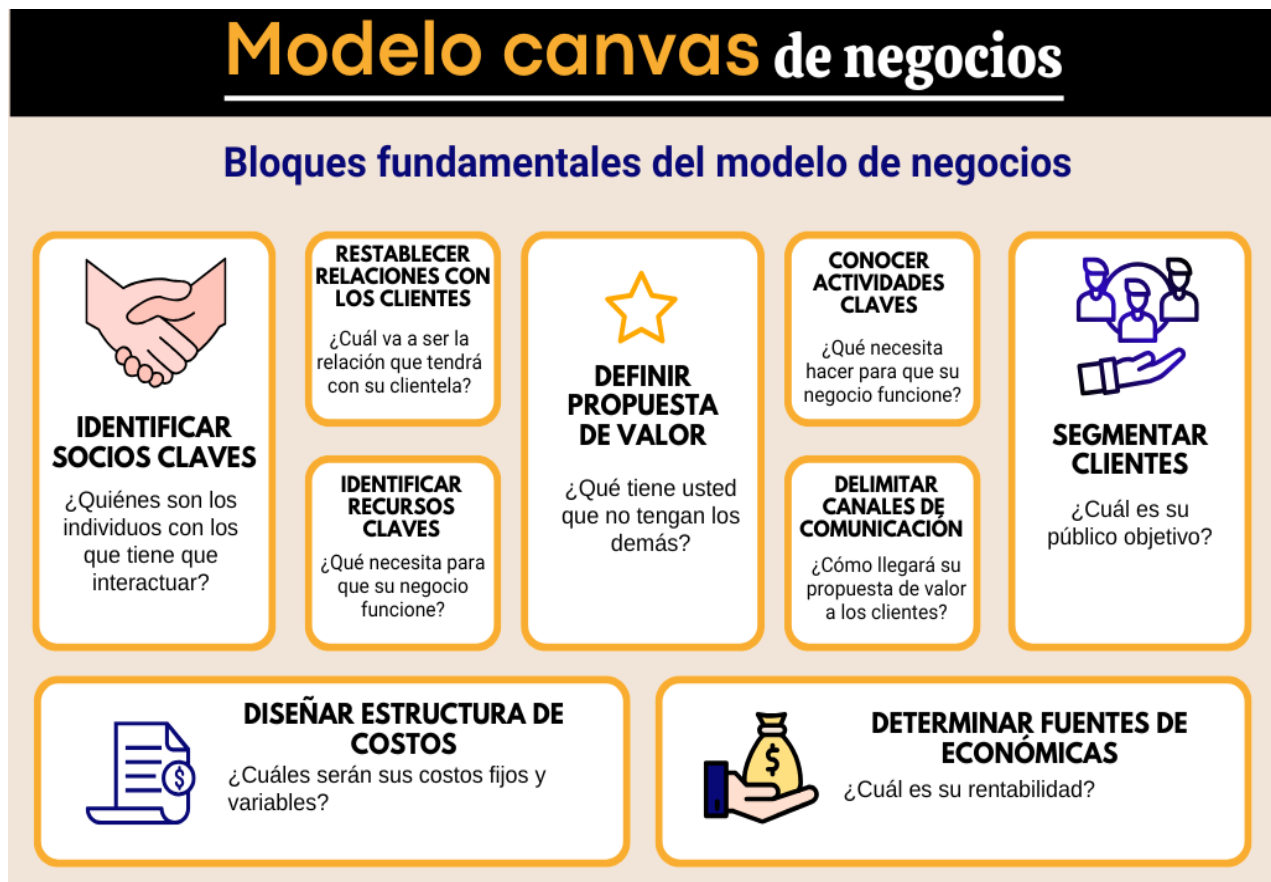 Modelo canvas de negocios
Bloques fundamentales del modelo de negocios
IDENTIFICAR
SOCIOS CLAVES
¿Quiénes son los
individuos con los
que tiene que
interactuar?
RESTABLECER
RELACIONES CON
LOS CLIENTES
¿Cuál va a ser la
relación que tendrá
con su clientela?
IDENTIFICAR
RECURSOS
CLAVES
¿Qué necesita para
que su negocio
funcione?
DEFINIR
PROPUESTA
DE VALOR
¿Qué tiene usted
que no tengan los
demás?
CONOCER
ACTIVIDADES
CLAVES
¿Qué necesita
hacer para que su
negocio funcione?
DELIMITAR
CANALES DE
COMUNICACIÓN
¿Cómo llegará su
propuesta de valor
a los clientes?
SEGMENTAR
CLIENTES
¿Cuál es su
público objetivo?
$
DISEÑAR ESTRUCTURA DE
COSTOS
¿Cuáles serán sus costos fijos y
variables?
$
DETERMINAR FUENTES DE
ECONÓMICAS
¿Cuál es su rentabilidad?